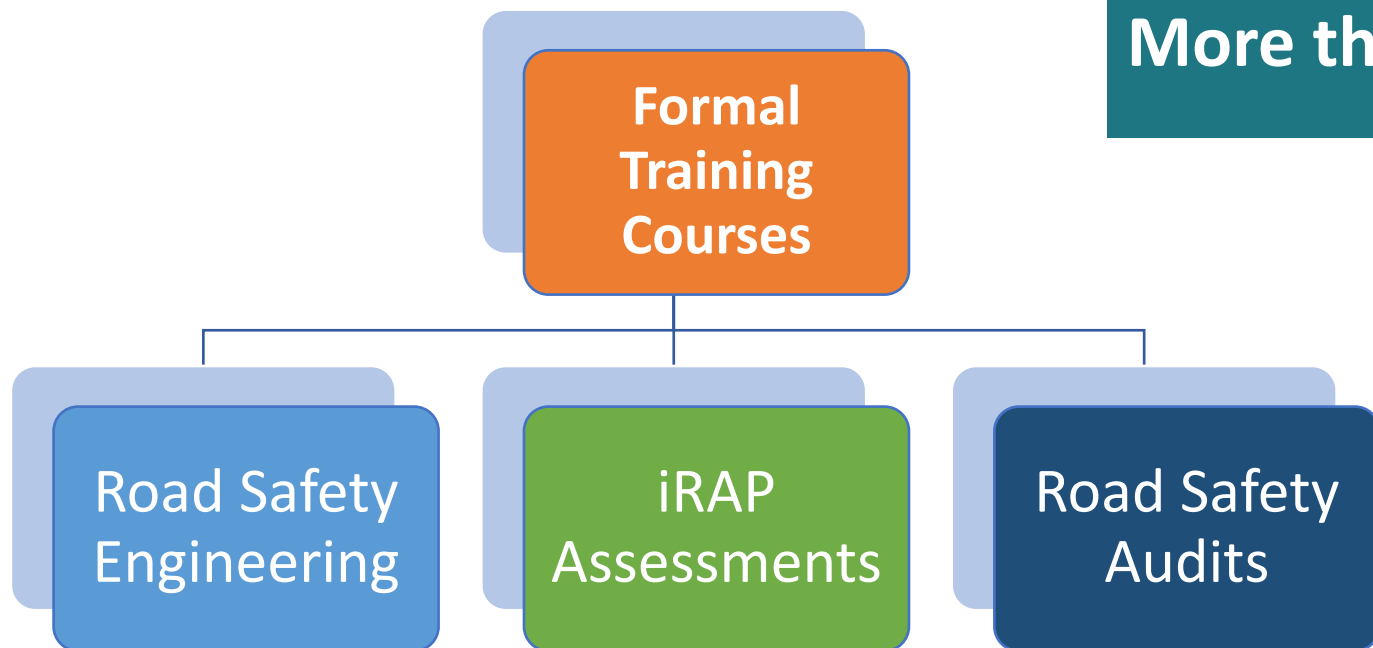 More th
Formal
Training
Courses
Road Safety
Engineering
iRAP
Assessments
Road Safety
Audits